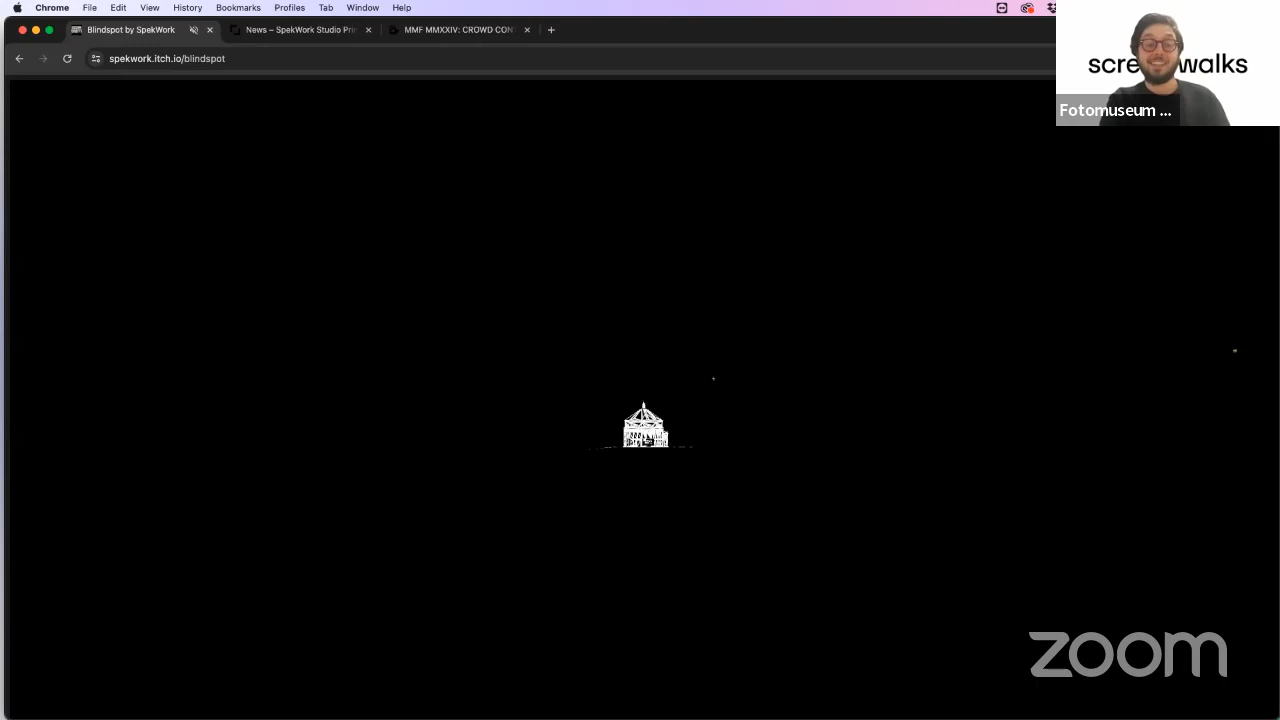 Chrome File Edit View History Bookmarks Profiles Tab Window Help
Blindspot by SpekWork
News – SpekWork Studio Pri
MMF MMXXIV: CROWD CON
spekwork.itch.io/blindspot
scre walks
Fotomuseum ...
zoom